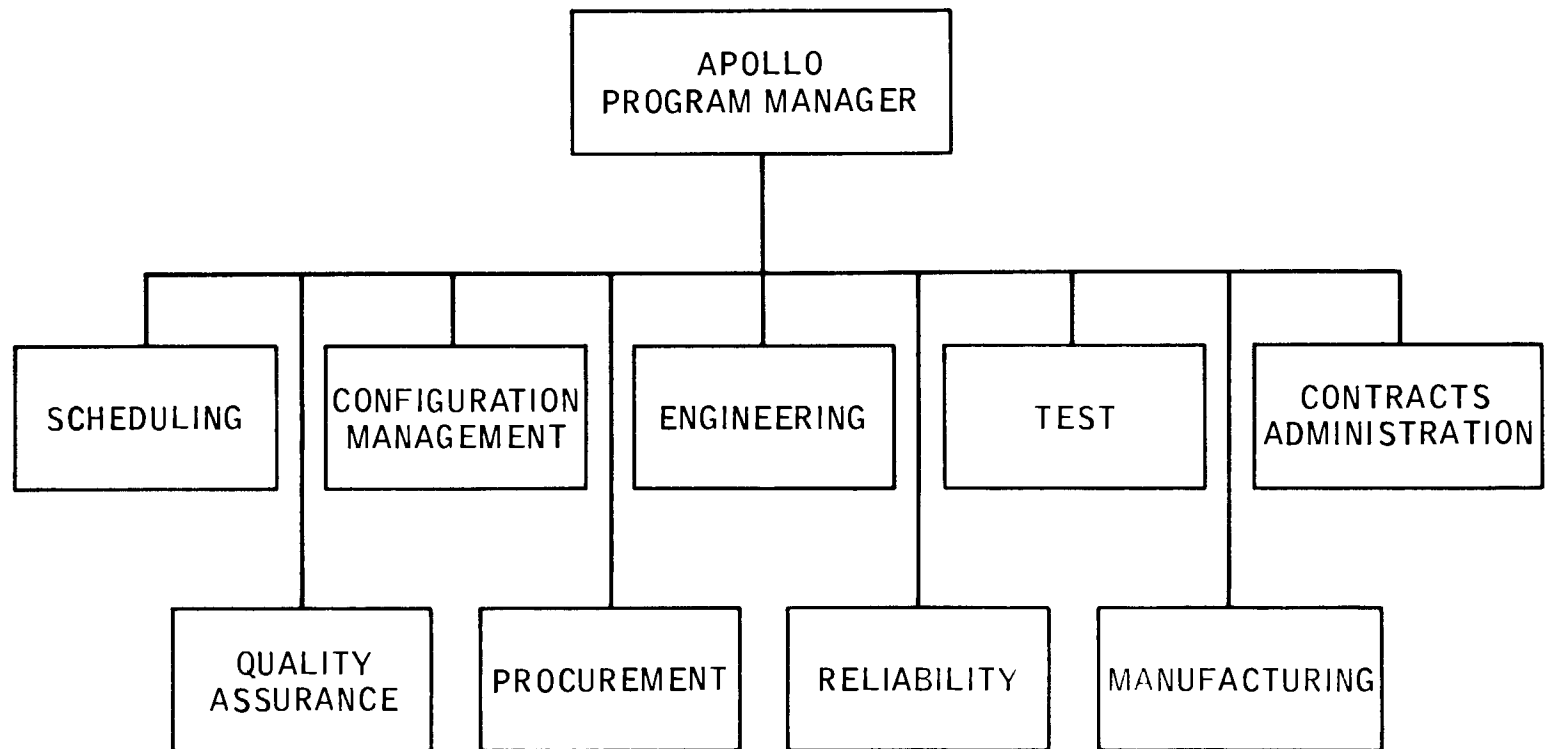 APOLLO
PROGRAM MANAGER
SCHEDULING
CONFIGURATION
MANAGEMENT
ENGINEERING
TEST
CONTRACTS
ADMINISTRATION
QUALITY
ASSURANCE
PROCUREMENT
RELIABILITY
MANUFACTURING